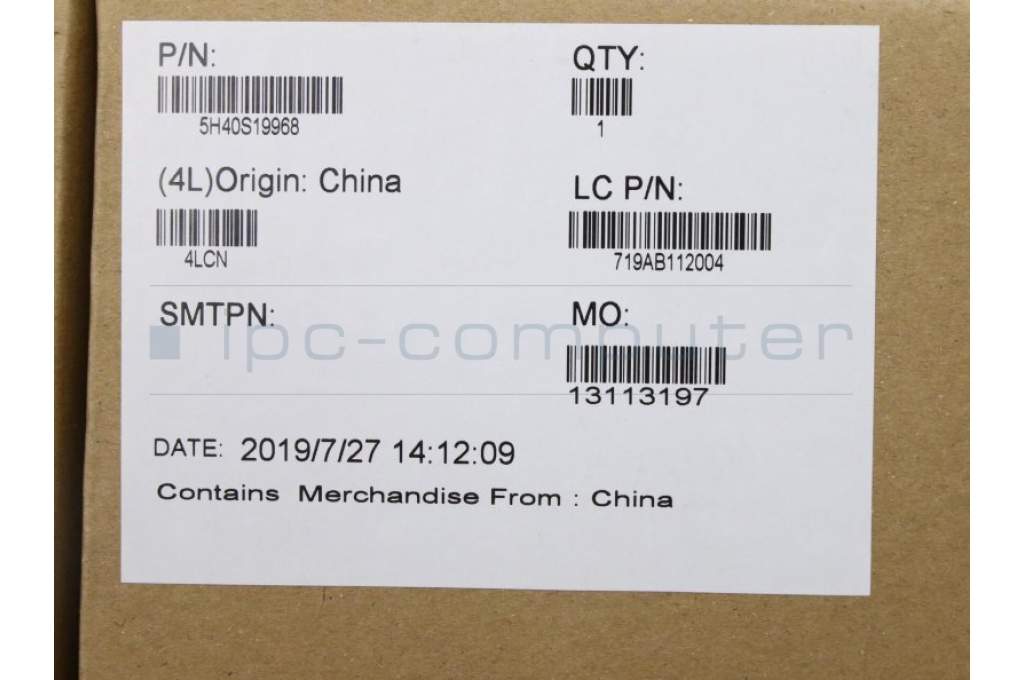 P/N:
5H40S19968
QTY:
1
(4L)Origin: China
4LCN
LC P/N:
719AB112004
SMTPN:
MO:
ipc-computer
13113197
DATE: 2019/7/27 14:12:09
Contains Merchandise From : China